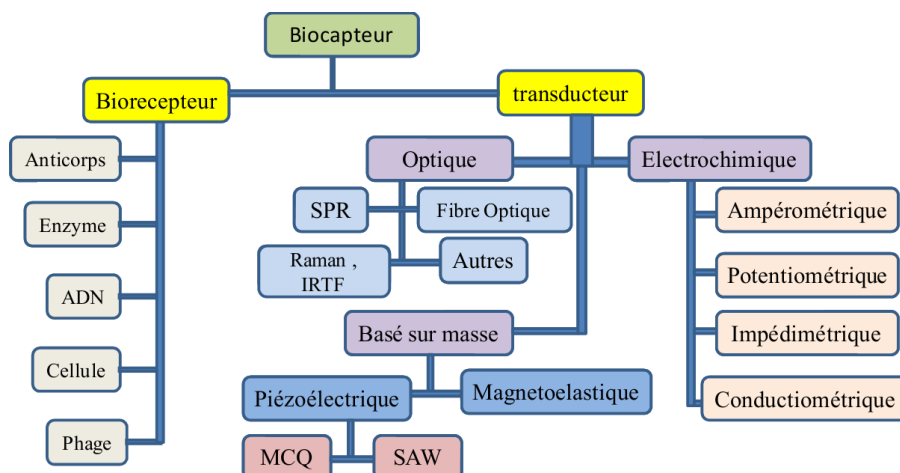 Biocapteur
Biorecepteur
transducteur
Anticorps
Enzyme
ADN
Cellule
Phage
Optique
SPR
Fibre Optique
Raman ,
IRTF
Autres
Basé sur masse
Piézoélectrique
Magnetoelastique
MCQ
SAW
Electrochimique
Ampérométrique
Potentiométrique
Impédimétrique
Conductiométrique